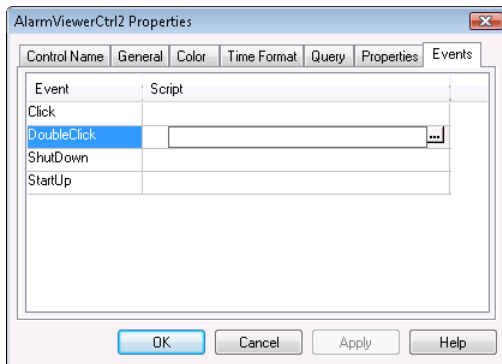 AlarmViewerCtrl2 Properties
Control Name General Color Time Format Query Properties Events
Event Script
Click
DoubleClick ...
ShutDown
StartUp
OK Cancel Apply Help